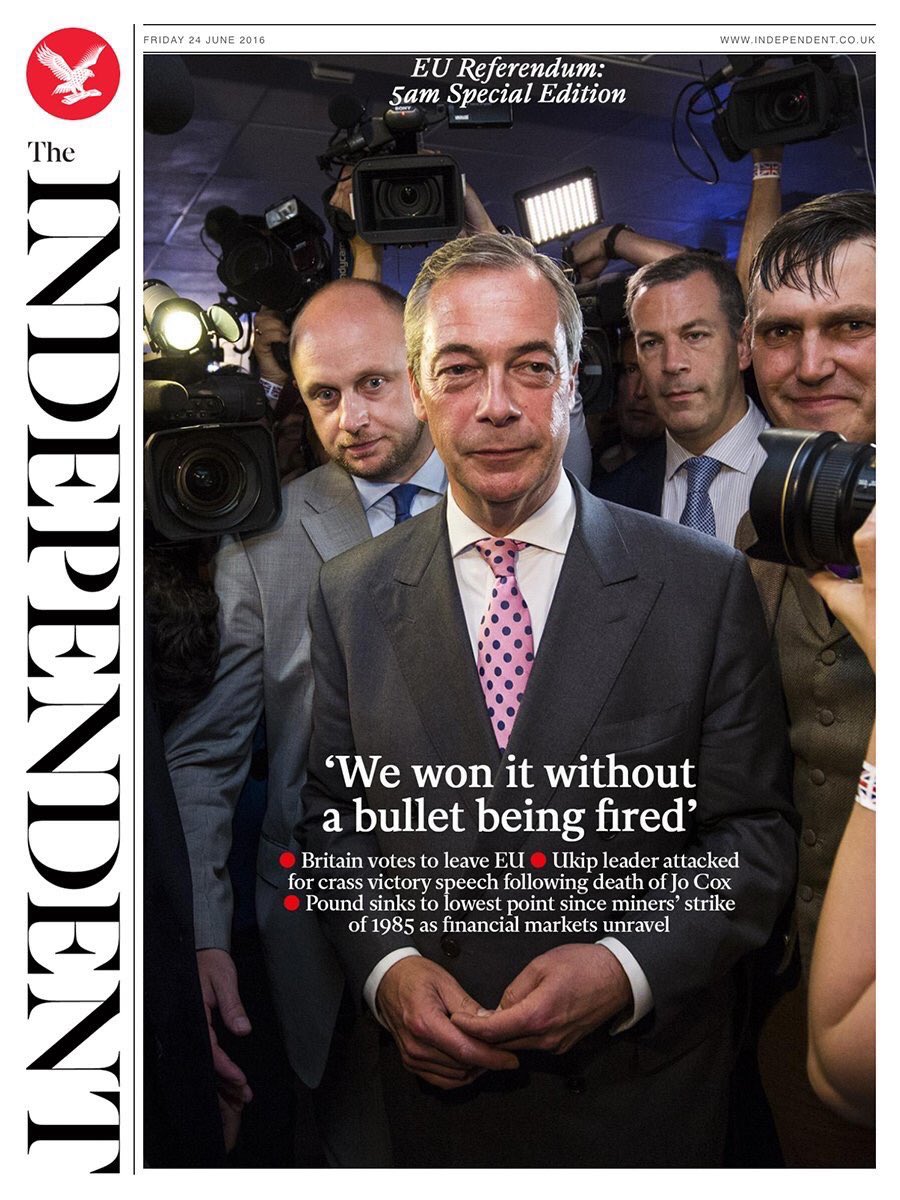 FRIDAY 24 JUNE 2016
WWW.INDEPENDENT.CO.UK
The
INDEPENDENT
EU Referendum:
5am Special Edition
SONY
‘We won it without
a bullet being fired’
● Britain votes to leave EU ● Ukip leader attacked
for crass victory speech following death of Jo Cox
● Pound sinks to lowest point since miners’ strike
of 1985 as financial markets unravel